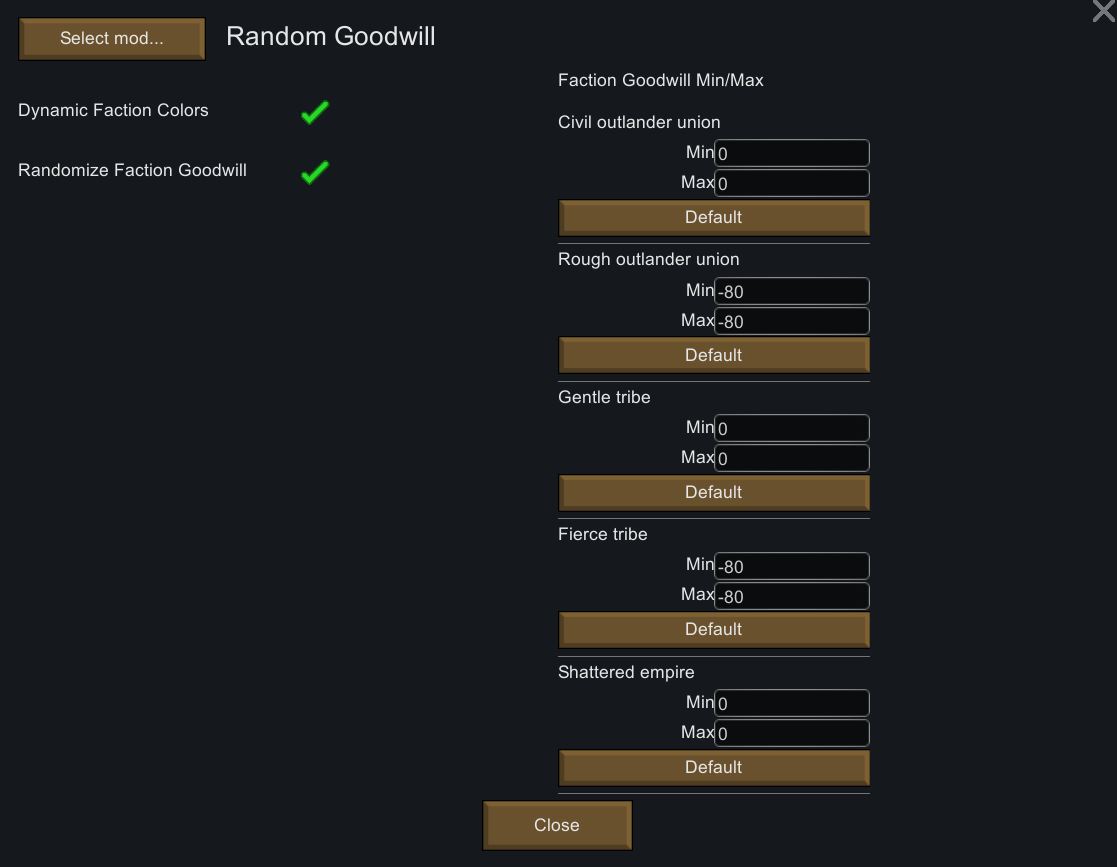 Select mod...
Random Goodwill
Dynamic Faction Colors
Randomize Faction Goodwill
Faction Goodwill Min/Max
Civil outlander union
Min 0
Max 0
Default
Rough outlander union
Min -80
Max -80
Default
Gentle tribe
Min 0
Max 0
Default
Fierce tribe
Min -80
Max -80
Default
Shattered empire
Min 0
Max 0
Default
Close